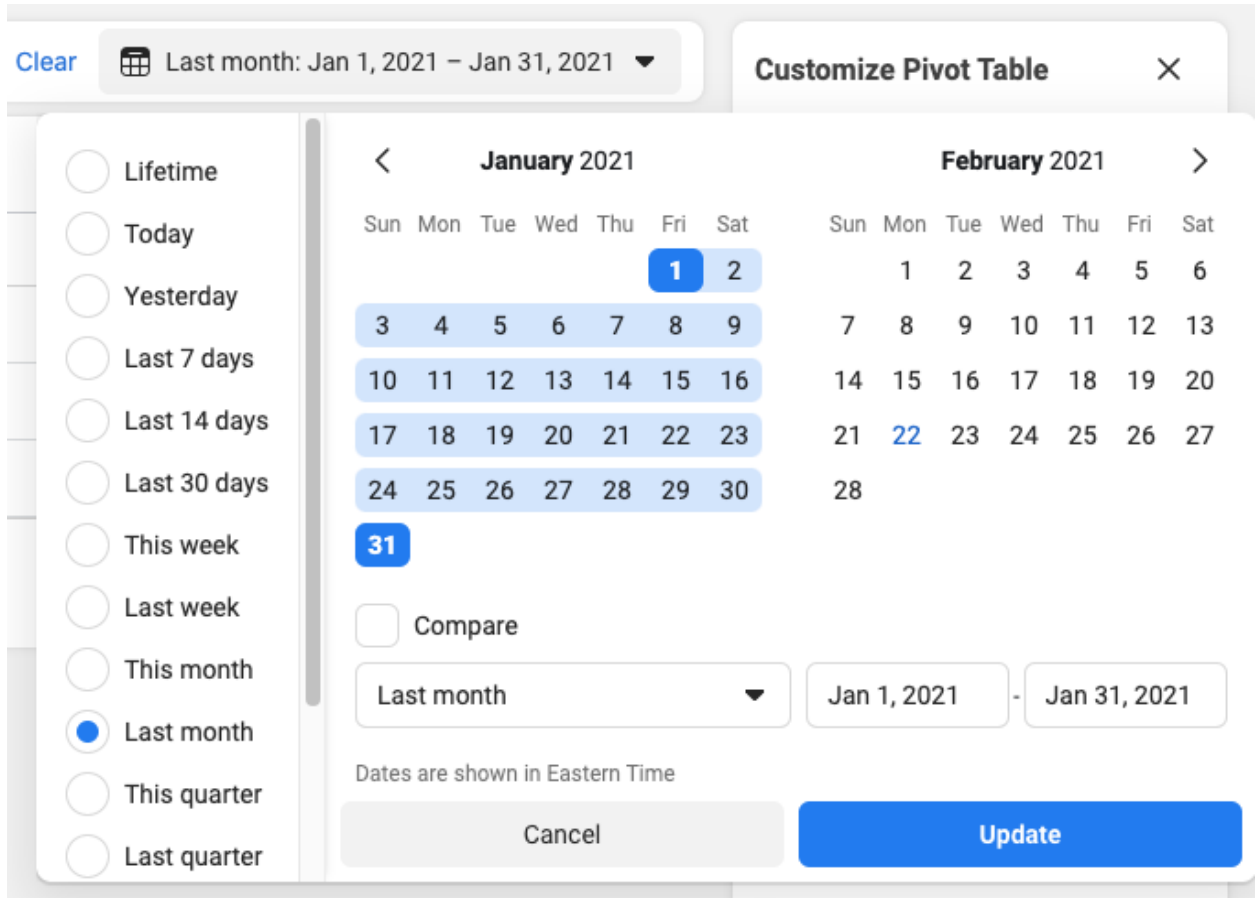 Clear
Last month: Jan 1, 2021 – Jan 31, 2021
Customize Pivot Table
Lifetime
Today
Yesterday
Last 7 days
Last 14 days
Last 30 days
This week
Last week
This month
Last month
This quarter
Last quarter
January 2021
Sun Mon Tue Wed Thu Fri Sat
1 2
3 4 5 6 7 8 9
10 11 12 13 14 15 16
17 18 19 20 21 22 23
24 25 26 27 28 29 30
31
February 2021
Sun Mon Tue Wed Thu Fri Sat
1 2 3 4 5 6
7 8 9 10 11 12 13
14 15 16 17 18 19 20
21 22 23 24 25 26 27
28
Compare
Last month
Jan 1, 2021 - Jan 31, 2021
Dates are shown in Eastern Time
Cancel
Update